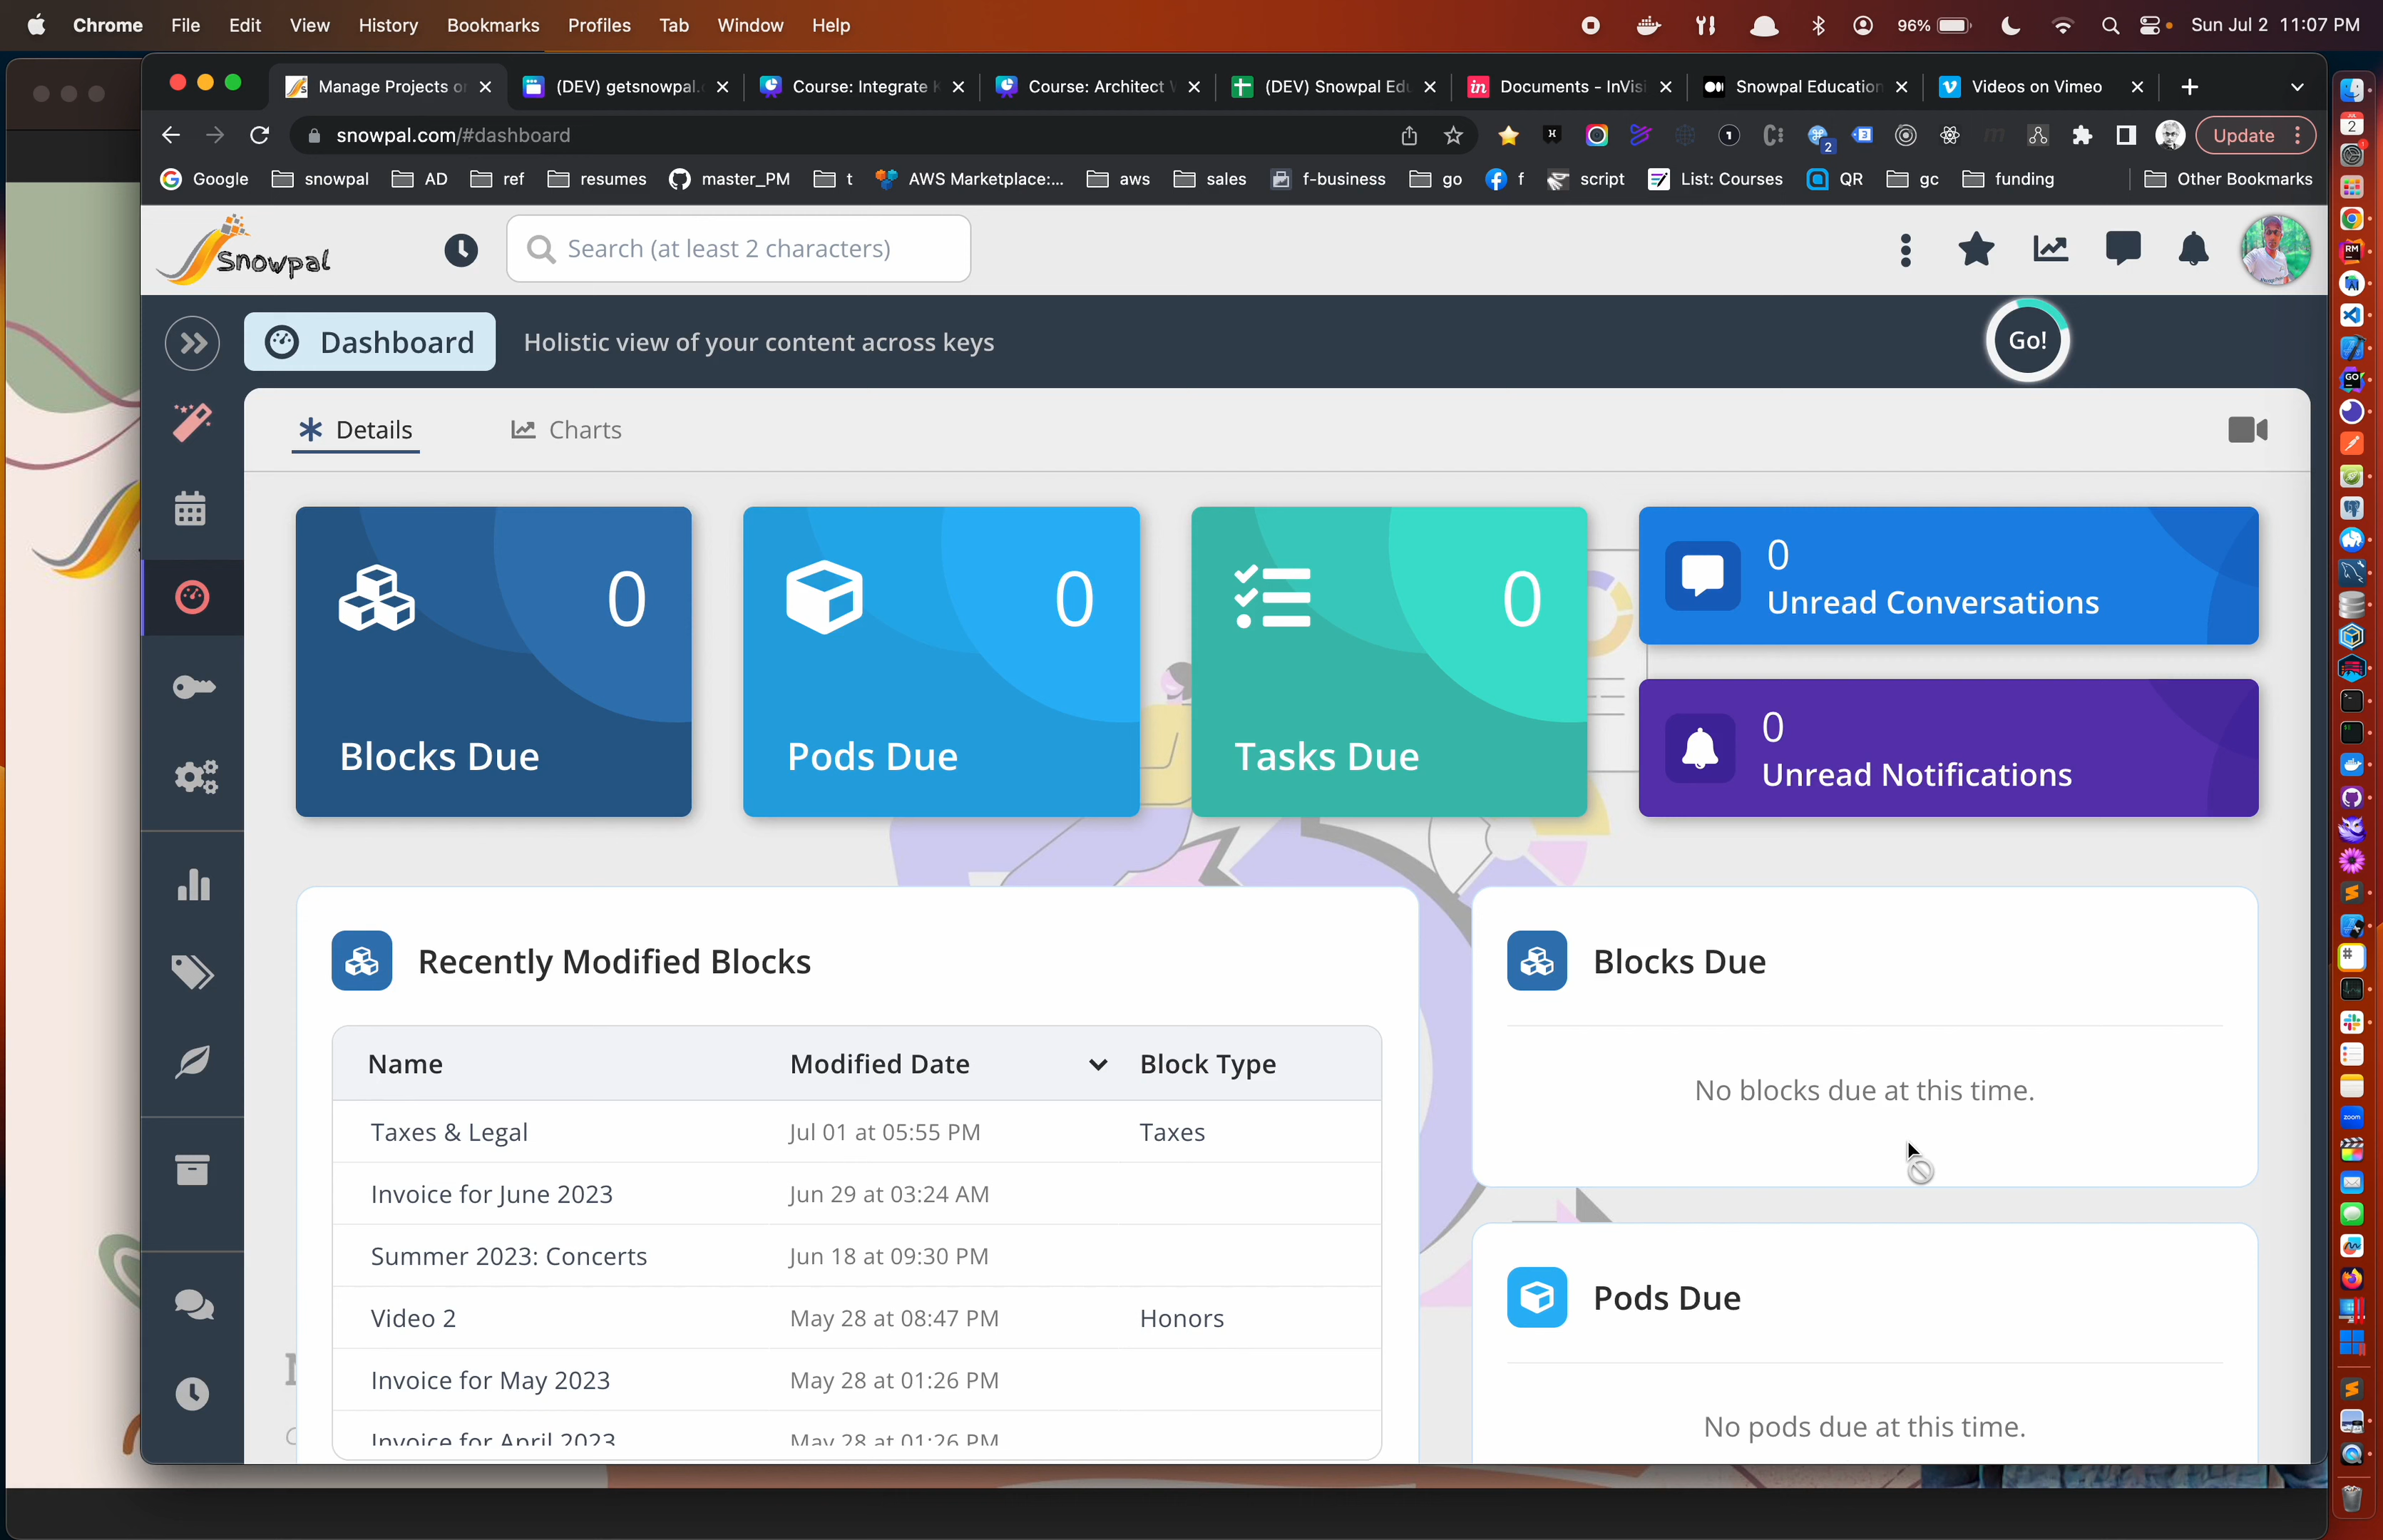 Chrome File Edit View History Bookmarks Profiles Tab Window Help 96% Sun Jul 2 11:07 PM
Manage Projects or (DEV) getsnowpal. Course: Integrate Course: Architect (DEV) Snowpal Edu Documents - InVisi Snowpal Education Videos on Vimeo
snowpal.com/#dashboard Update
Google snowpal AD ref resumes master_PM t AWS Marketplace:... aws sales f-business go f script List: Courses QR gc funding Other Bookmarks
Snowpal Search (at least 2 characters)
Dashboard Holistic view of your content across keys Go!
Details Charts
0 0 0
Blocks Due Pods Due Tasks Due
0
Unread Conversations
0
Unread Notifications
Recently Modified Blocks
Name Modified Date Block Type
Taxes & Legal Jul 01 at 05:55 PM Taxes
Invoice for June 2023 Jun 29 at 03:24 AM
Summer 2023: Concerts Jun 18 at 09:30 PM
Video 2 May 28 at 08:47 PM Honors
Invoice for May 2023 May 28 at 01:26 PM
Invoice for April 2023 May 28 at 01:26 PM
Blocks Due
No blocks due at this time.
Pods Due
No pods due at this time.